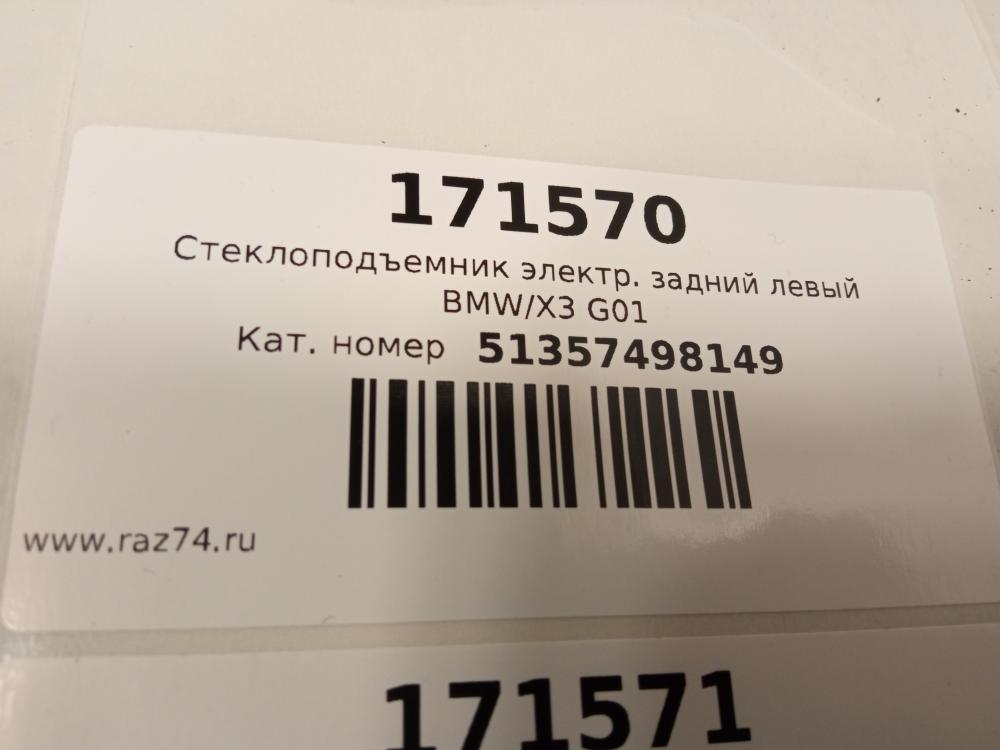 171570
Стеклоподъемник электр. задний левый
BMW/X3 G01
Кат. номер 51357498149
www.raz74.ru
171571